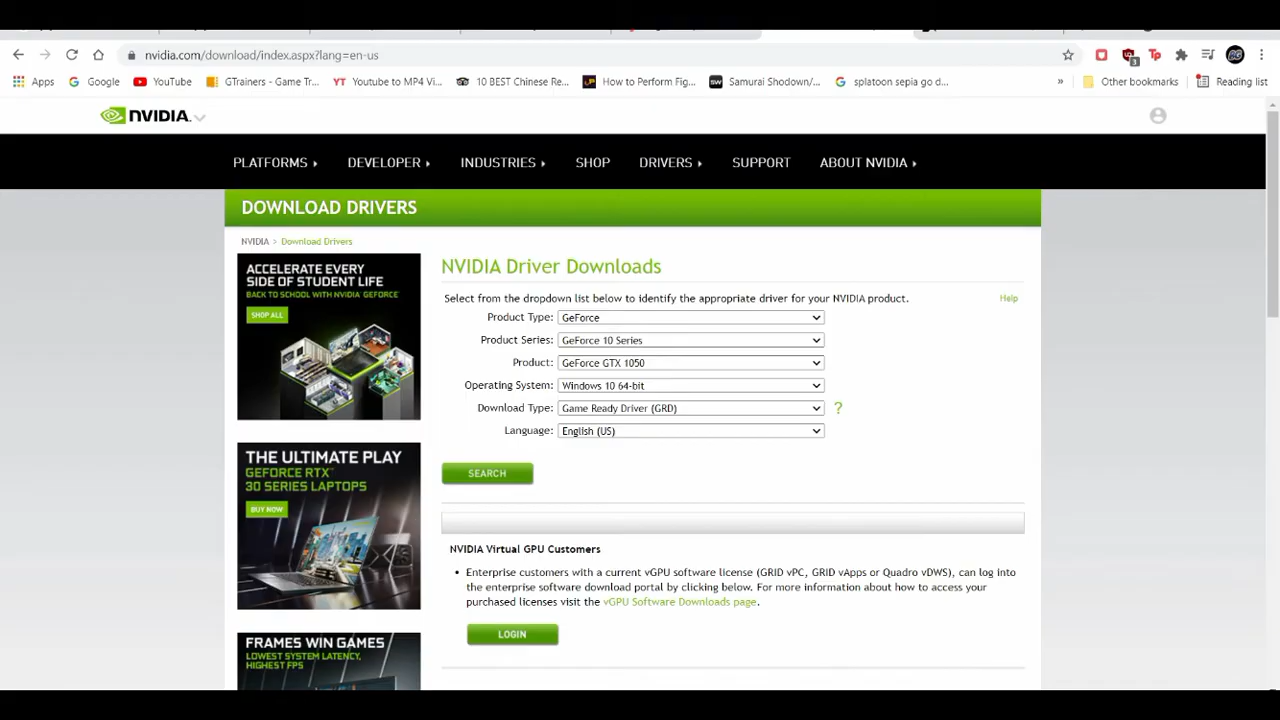 nvidia.com/download/index.aspx?lang=en-us
Apps Google YouTube GTrainers - Game Tr... YT Youtube to MP4 Vi... 10 BEST Chinese Re... How to Perform Fig... SW Samurai Shodown/... splatoon sepia go d... » Other bookmarks Reading list
NVIDIA.
PLATFORMS DEVELOPER INDUSTRIES SHOP DRIVERS SUPPORT ABOUT NVIDIA
DOWNLOAD DRIVERS
NVIDIA > Download Drivers
ACCELERATE EVERY
SIDE OF STUDENT LIFE
BACK TO SCHOOL WITH NVIDIA GEFORCE
SHOP ALL
NVIDIA Driver Downloads
Select from the dropdown list below to identify the appropriate driver for your NVIDIA product. Help
Product Type: GeForce
Product Series: GeForce 10 Series
Product: GeForce GTX 1050
Operating System: Windows 10 64-bit
Download Type: Game Ready Driver (GRD) ?
Language: English (US)
SEARCH
THE ULTIMATE PLAY
GEFORCE RTX™
30 SERIES LAPTOPS
BUY NOW
NVIDIA Virtual GPU Customers
• Enterprise customers with a current vGPU software license (GRID vPC, GRID vApps or Quadro vDWS), can log into
the enterprise software download portal by clicking below. For more information about how to access your
purchased licenses visit the vGPU Software Downloads page.
LOGIN
FRAMES WIN GAMES
LOWEST SYSTEM LATENCY,
HIGHEST FPS